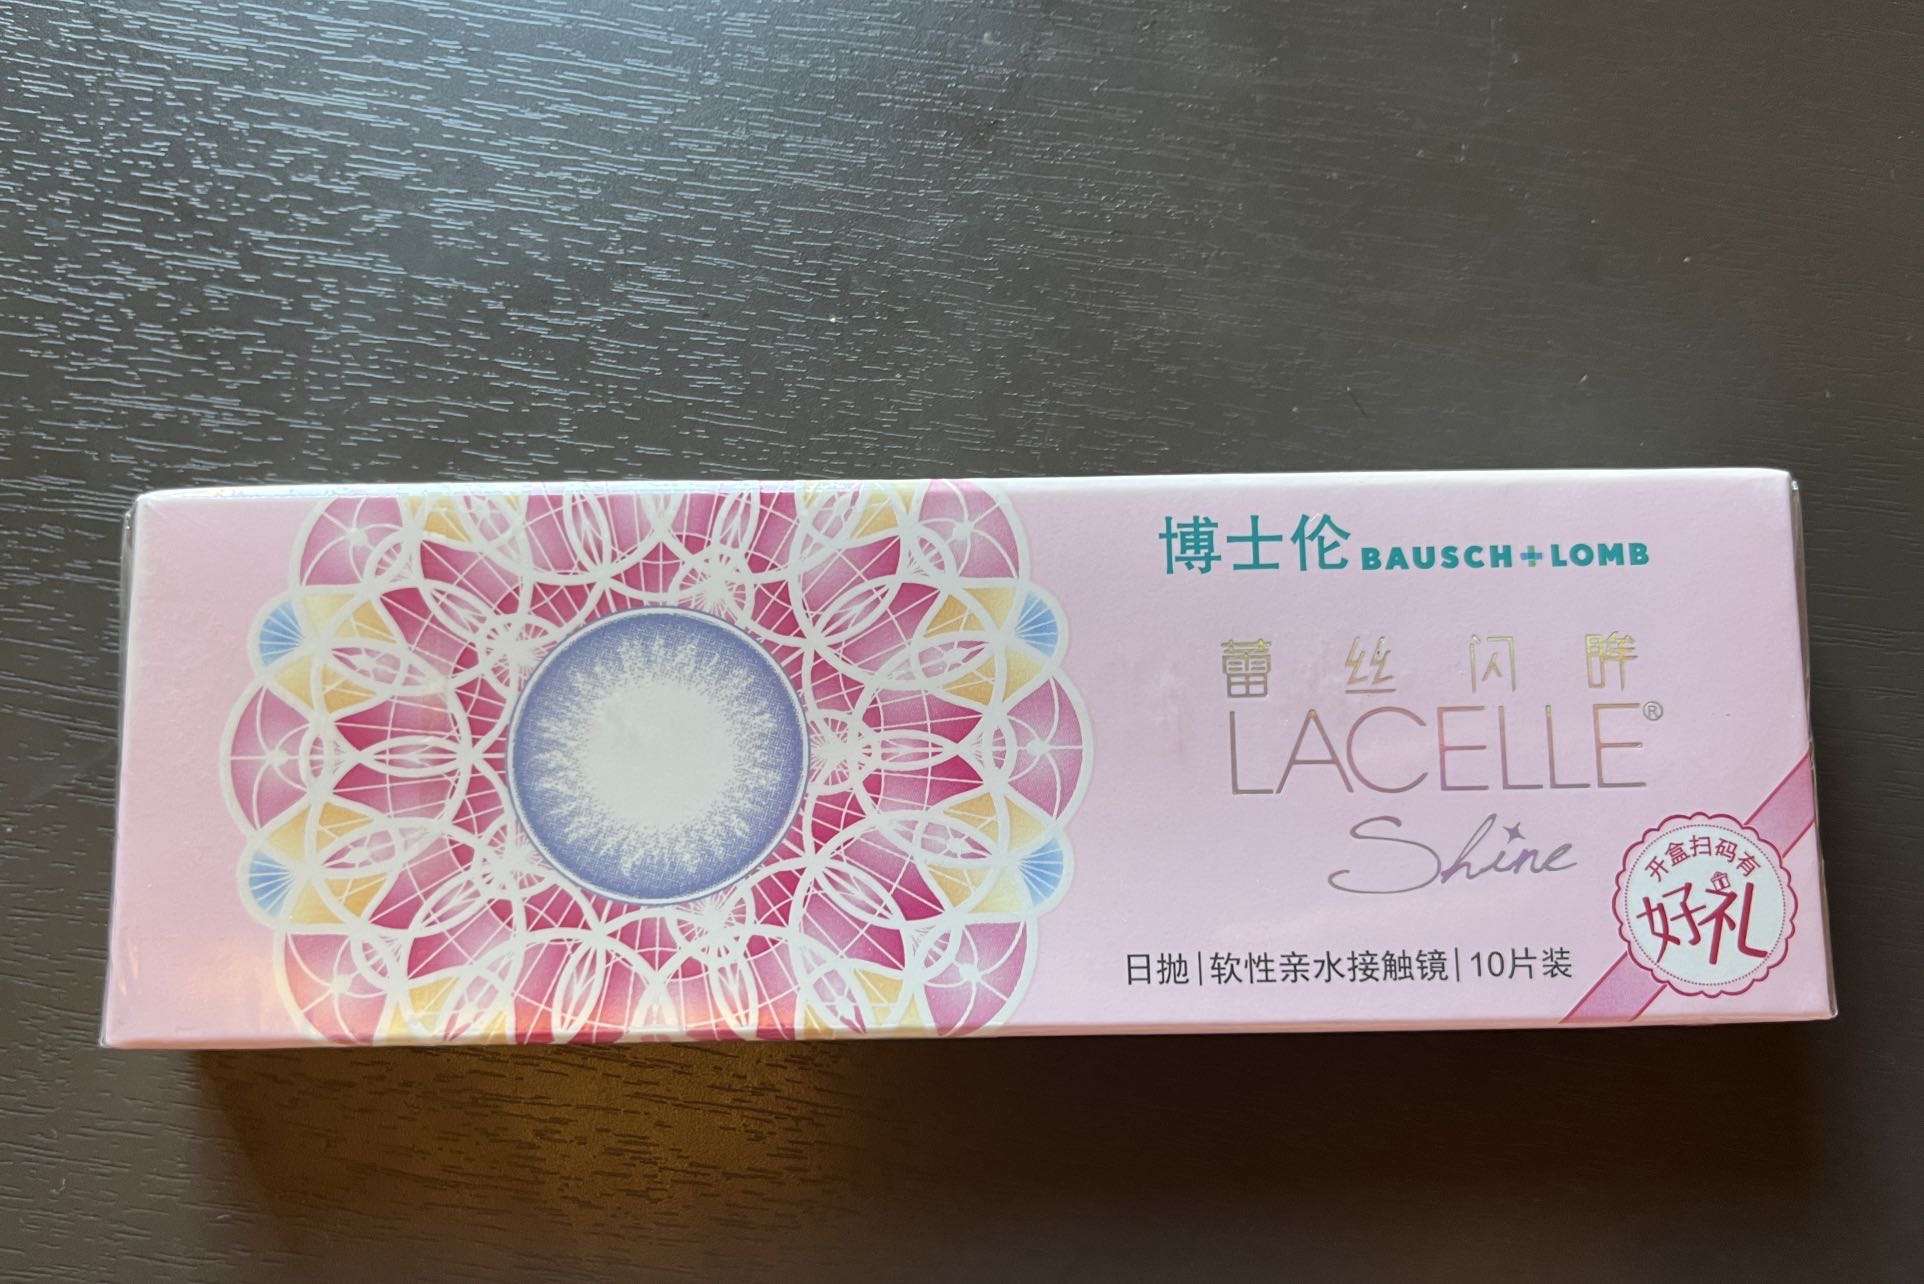 博士伦 BAUSCH+LOMB
蕾丝闪眸
LACELLE®
Shine
日抛|软性亲水接触镜|10片装
开盒扫码有
好礼